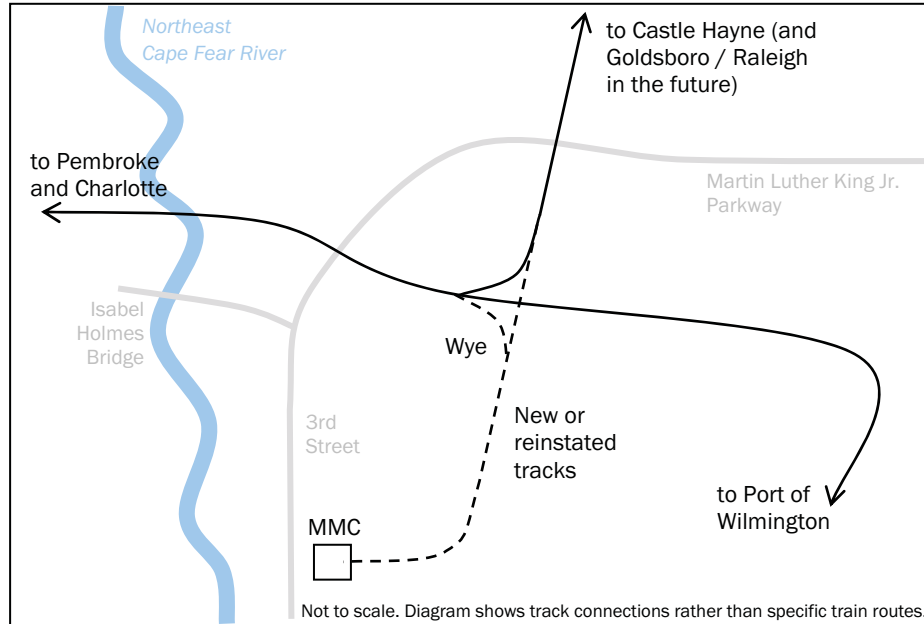 Northeast
Cape Fear River
to Castle Hayne (and
Goldsboro / Raleigh
in the future)
to Pembroke
and Charlotte
Martin Luther King Jr.
Parkway
Isabel
Holmes
Bridge
Wye
3rd
Street
New or
reinstated
tracks
to Port of
Wilmington
MMC
Not to scale. Diagram shows track connections rather than specific train routes.